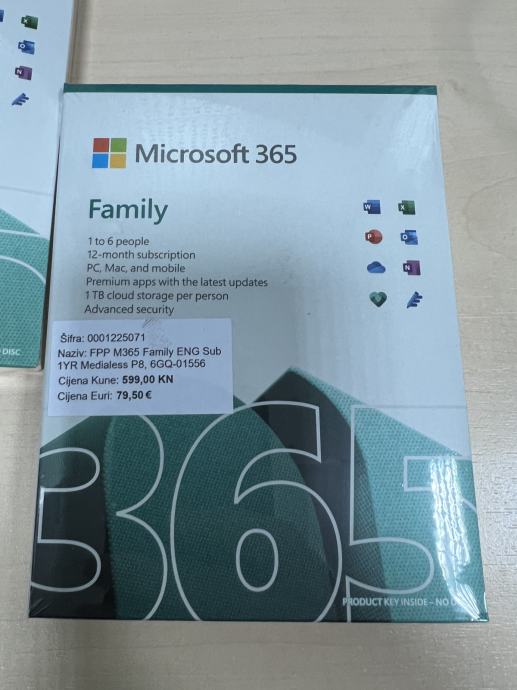 Microsoft 365
Family
1 to 6 people
12-month subscription
PC, Mac, and mobile
Premium apps with the latest updates
1 TB cloud storage per person
Advanced security
W X
P O
N
Šifra: 0001225071
Naziv: FPP M365 Family ENG Sub
1YR Medialess P8, 6GQ-01556
Cijena Kune: 599,00 KN
Cijena Euri: 79,50 €
365
PRODUCT KEY INSIDE – NO
DISC